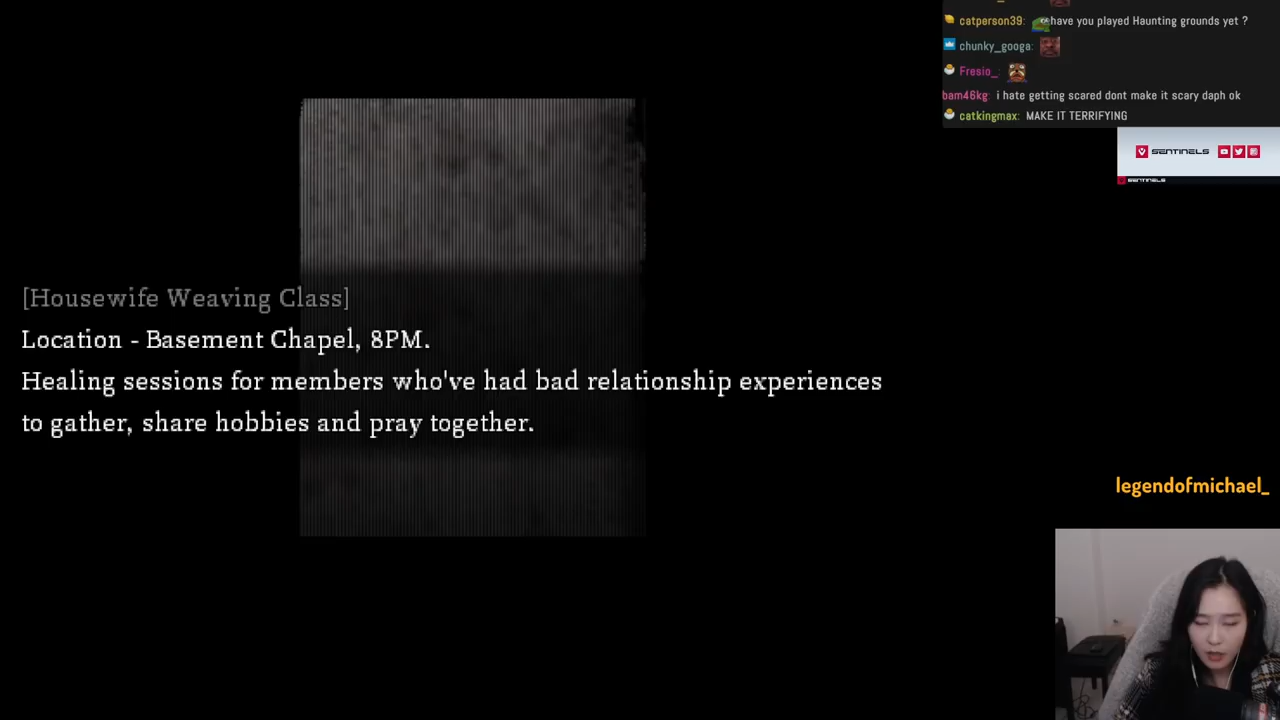 catperson39: have you played Haunting grounds yet ?
chunky_googa:
Fresio_:
bam46kg: i hate getting scared dont make it scary daph ok
catkingmax: MAKE IT TERRIFYING
SENTINELS
SENTINELS
[Housewife Weaving Class]
Location - Basement Chapel, 8PM.
Healing sessions for members who've had bad relationship experiences
to gather, share hobbies and pray together.
legendofmichael_